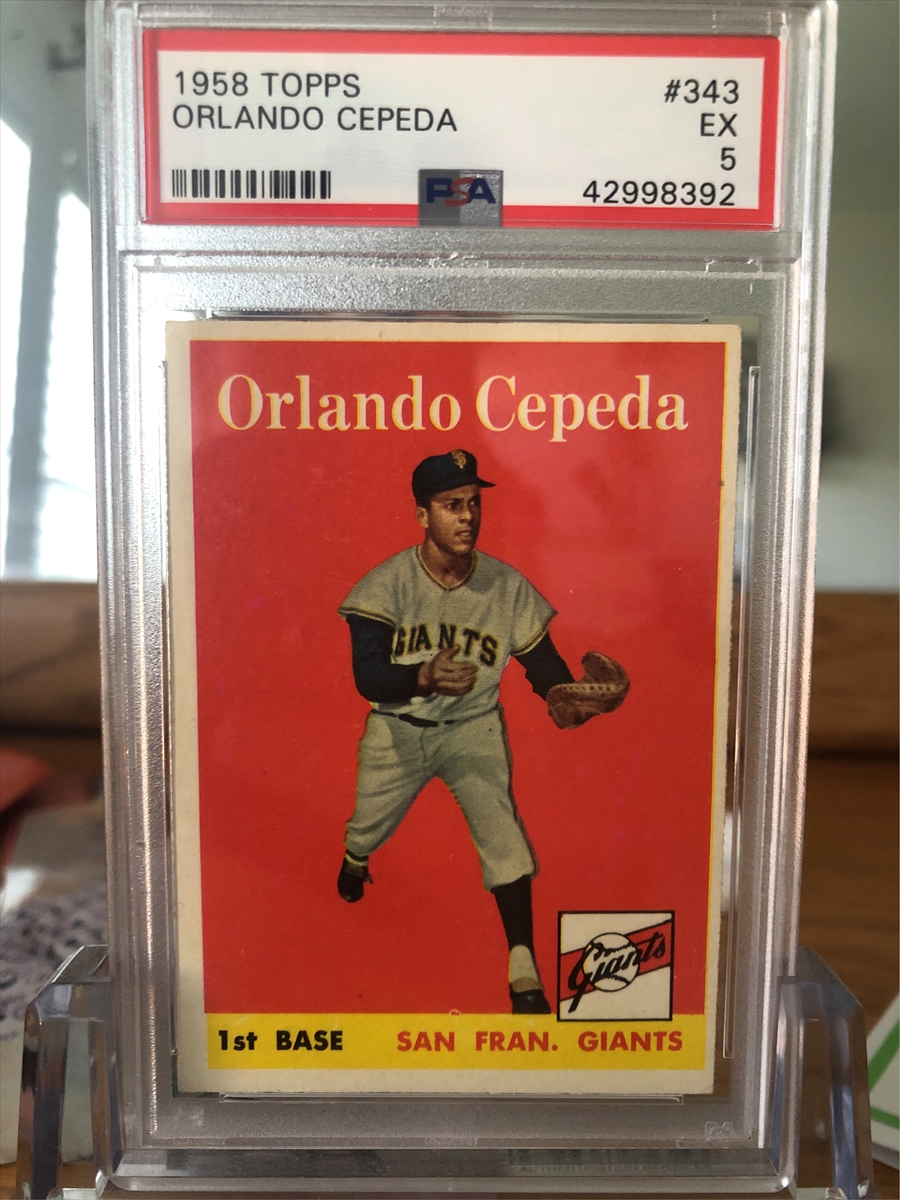 1958 TOPPS #343
ORLANDO CEPEDA EX
5
PSA 42998392
Orlando Cepeda
GIANTS
Giants
1st BASE SAN FRAN. GIANTS